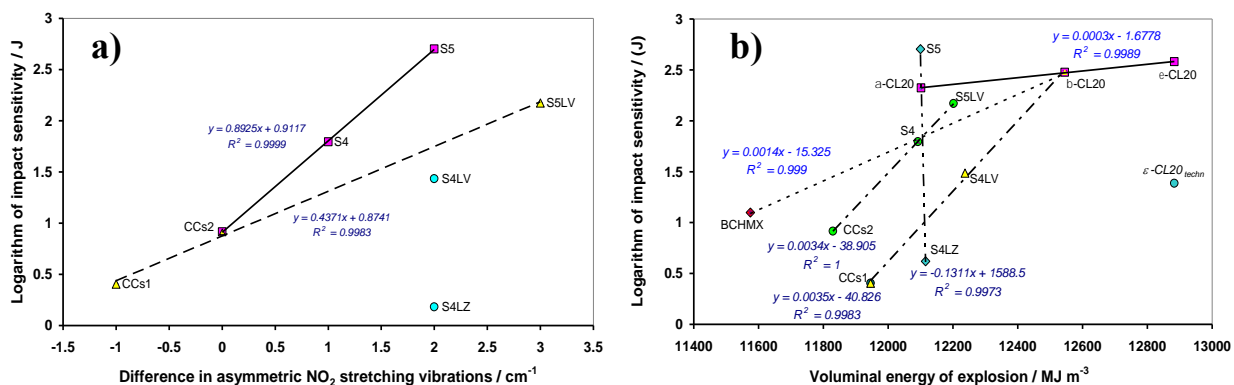 a)
Logarithm of impact sensitivity / J
3
2.5
2
1.5
1
0.5
0
S5
S5LV
y = 0.8925x + 0.9117
R² = 0.9999
S4
S4LV
y = 0.4371x + 0.8741
R² = 0.9983
CCs2
CCs1
S4LZ
-1.5 -1 -0.5 0 0.5 1 1.5 2 2.5 3 3.5
Difference in asymmetric NO₂ stretching vibrations / cm⁻¹
b)
Logarithm of impact sensitivity / (J)
3
2.5
2
1.5
1
0.5
0
y = 0.0003x - 1.6778
R² = 0.9989
S5
a-CL20
b-CL20
e-CL20
S5LV
S4
y = 0.0014x - 15.325
R² = 0.999
S4LV
ε-CL20 techn
BCHMX
CCs2
y = 0.0034x - 38.905
R² = 1
S4LZ
CCs1
y = -0.1311x + 1588.5
R² = 0.9973
y = 0.0035x - 40.826
R² = 0.9983
11400 11600 11800 12000 12200 12400 12600 12800 13000
Voluminal energy of explosion / MJ m⁻³